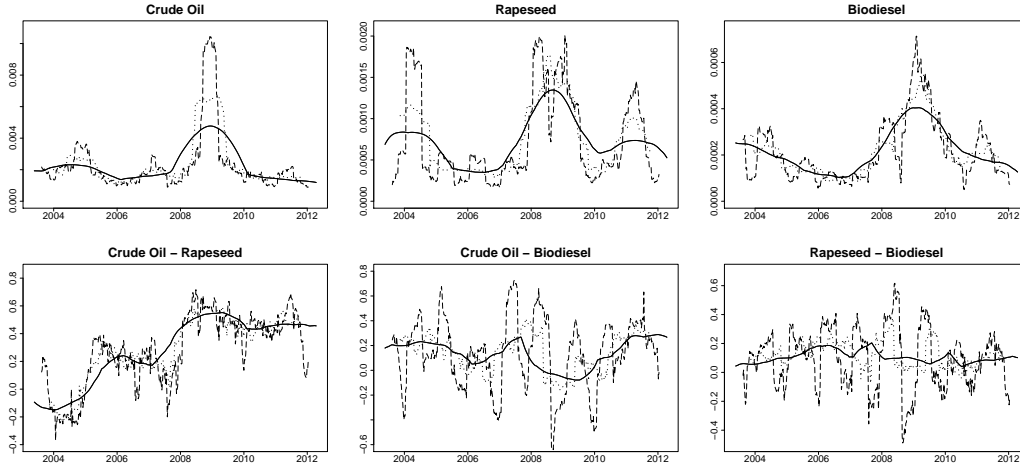 Crude Oil
0.000 0.004 0.008
2004 2006 2008 2010 2012
Rapeseed
0.0000 0.0005 0.0010 0.0015 0.0020
2004 2006 2008 2010 2012
Biodiesel
0.0000 0.0002 0.0004 0.0006
2004 2006 2008 2010 2012
Crude Oil – Rapeseed
−0.4 −0.2 0.0 0.2 0.4 0.6 0.8
2004 2006 2008 2010 2012
Crude Oil – Biodiesel
−0.6 −0.2 0.2 0.4 0.6 0.8
2004 2006 2008 2010 2012
Rapeseed – Biodiesel
−0.4 −0.2 0.0 0.2 0.4 0.6
2004 2006 2008 2010 2012